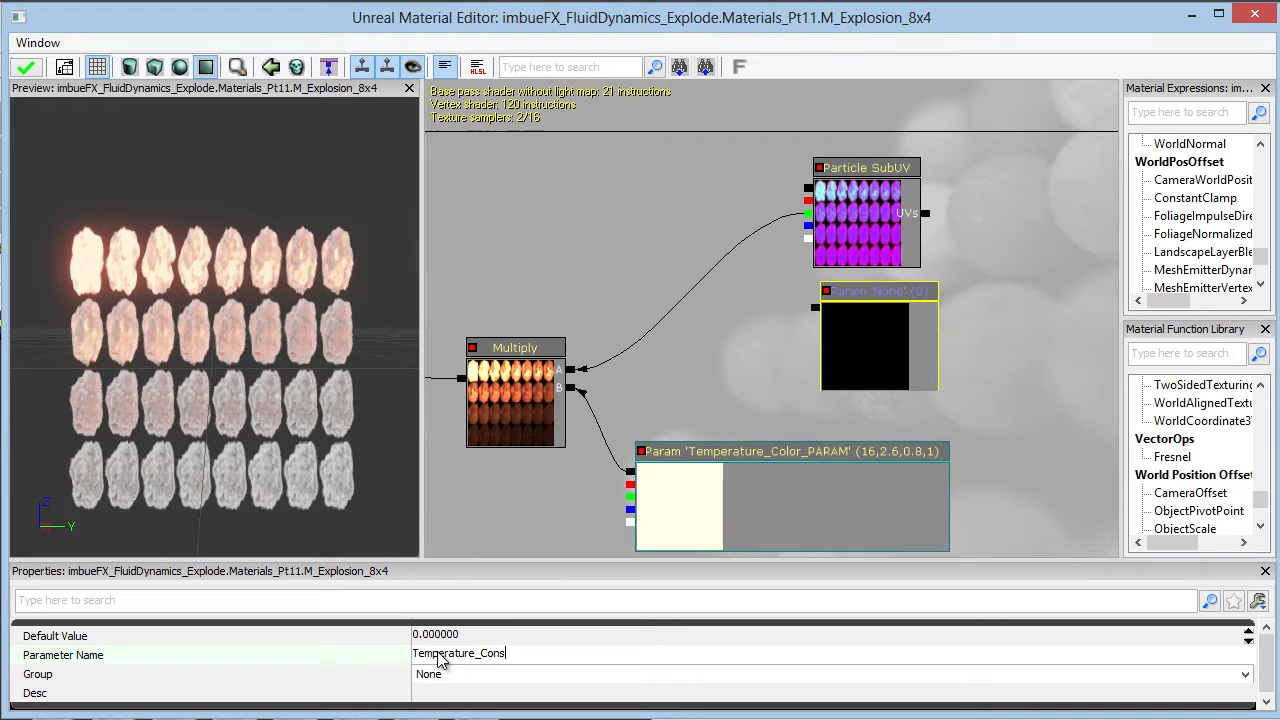 Unreal Material Editor: imbueFX_FluidDynamics_Explode.Materials_Pt11.M_Explosion_8x4
Window
HLSL
Type here to search
F
Preview: imbueFX_FluidDynamics_Explode.Materials_Pt11.M_Explosion_8x4
Z
Y
Base pass shader without light map: 21 instructions
Vertex shader: 120 instructions
Texture samplers: 2/16
Particle SubUV
UVs
Param 'None' (0)
Multiply
A
B
Param 'Temperature_Color_PARAM' (16,2.6,0.8,1)
Material Expressions: im...
Type here to search
WorldNormal
WorldPosOffset
CameraWorldPosit
ConstantClamp
FoliageImpulseDire
FoliageNormalized
LandscapeLayerBle
MeshEmitterDynar
MeshEmitterVertex
Material Function Library
Type here to search
TwoSidedTexturing
WorldAlignedTextu
WorldCoordinate3
VectorOps
Fresnel
World Position Offset
CameraOffset
ObjectPivotPoint
ObjectScale
Properties: imbueFX_FluidDynamics_Explode.Materials_Pt11.M_Explosion_8x4
Type here to search
Default Value 0.000000
Parameter Name Temperature_Cons
Group None
Desc